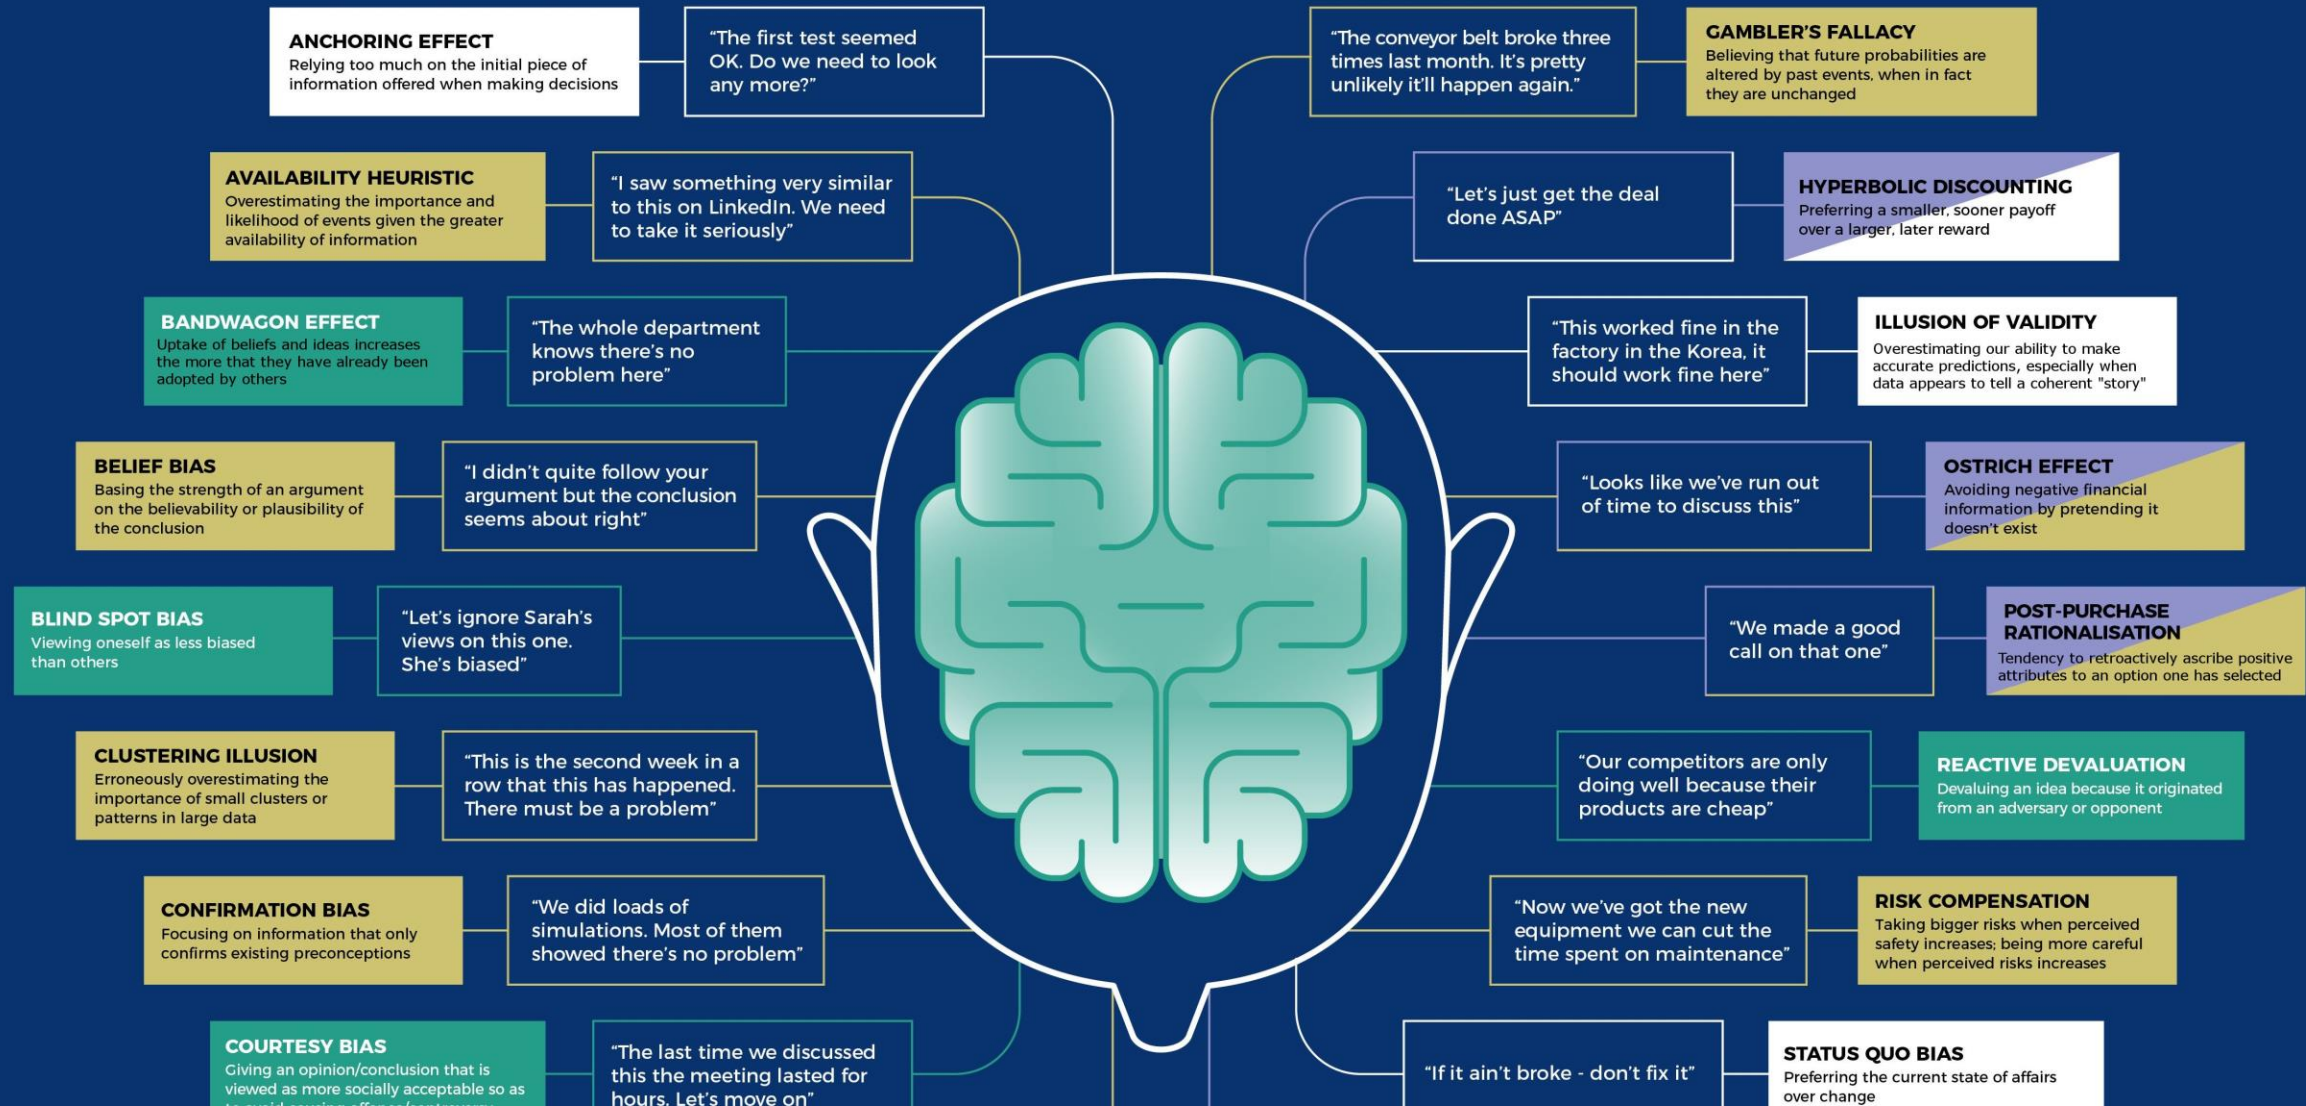 ANCHORING EFFECT
Relying too much on the initial piece of
information offered when making decisions
“The first test seemed
OK. Do we need to look
any more?”
AVAILABILITY HEURISTIC
Overestimating the importance and
likelihood of events given the greater
availability of information
“I saw something very similar
to this on LinkedIn. We need
to take it seriously”
BANDWAGON EFFECT
Uptake of beliefs and ideas increases
the more that they have already been
adopted by others
“The whole department
knows there’s no
problem here”
BELIEF BIAS
Basing the strength of an argument
on the believability or plausibility of
the conclusion
“I didn’t quite follow your
argument but the conclusion
seems about right”
BLIND SPOT BIAS
Viewing oneself as less biased
than others
“Let’s ignore Sarah’s
views on this one.
She’s biased”
CLUSTERING ILLUSION
Erroneously overestimating the
importance of small clusters or
patterns in large data
“This is the second week in a
row that this has happened.
There must be a problem”
CONFIRMATION BIAS
Focusing on information that only
confirms existing preconceptions
“We did loads of
simulations. Most of them
showed there’s no problem”
COURTESY BIAS
Giving an opinion/conclusion that is
viewed as more socially acceptable so as
“The last time we discussed
this the meeting lasted for
hours. Let’s move on”
“The conveyor belt broke three
times last month. It’s pretty
unlikely it’ll happen again.”
GAMBLER’S FALLACY
Believing that future probabilities are
altered by past events, when in fact
they are unchanged
“Let’s just get the deal
done ASAP”
HYPERBOLIC DISCOUNTING
Preferring a smaller, sooner payoff
over a larger, later reward
“This worked fine in the
factory in the Korea, it
should work fine here”
ILLUSION OF VALIDITY
Overestimating our ability to make
accurate predictions, especially when
data appears to tell a coherent "story"
“Looks like we’ve run out
of time to discuss this”
OSTRICH EFFECT
Avoiding negative financial
information by pretending it
doesn’t exist
“We made a good
call on that one”
POST-PURCHASE
RATIONALISATION
Tendency to retroactively ascribe positive
attributes to an option one has selected
“Our competitors are only
doing well because their
products are cheap”
REACTIVE DEVALUATION
Devaluing an idea because it originated
from an adversary or opponent
“Now we’ve got the new
equipment we can cut the
time spent on maintenance”
RISK COMPENSATION
Taking bigger risks when perceived
safety increases; being more careful
when perceived risks increases
“If it ain’t broke - don’t fix it”
STATUS QUO BIAS
Preferring the current state of affairs
over change